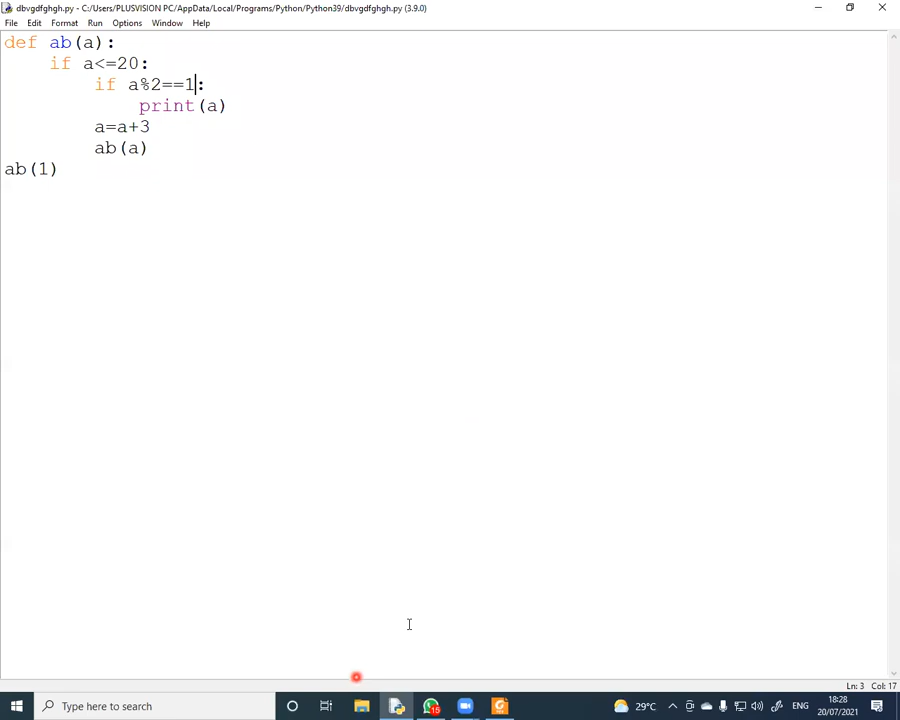 dbvgdfghgh.py - C:/Users/PLUSVISION PC/AppData/Local/Programs/Python/Python39/dbvgdfghgh.py (3.9.0)
File Edit Format Run Options Window Help
def ab(a):
    if a<=20:
        if a%2==1:
            print(a)
        a=a+3
        ab(a)
ab(1)
Ln: 3 Col: 17
Type here to search
15
29°C
ENG
18:28
20/07/2021